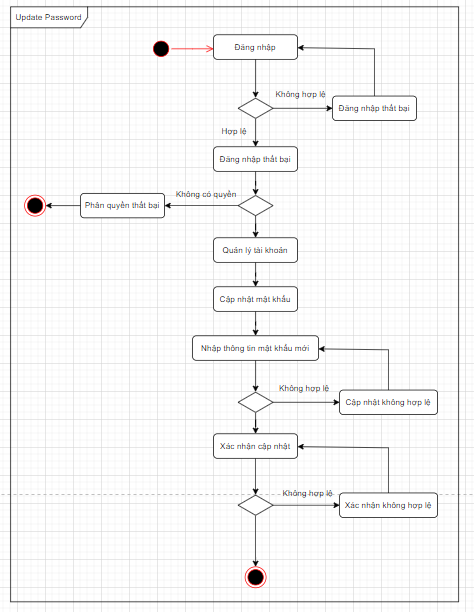 Update Password
Đăng nhập
Không hợp lệ
Đăng nhập thất bại
Hợp lệ
Đăng nhập thất bại
Không có quyền
Phân quyền thất bại
Quản lý tài khoản
Cập nhật mật khẩu
Nhập thông tin mật khẩu mới
Không hợp lệ
Cập nhật không hợp lệ
Xác nhận cập nhật
Không hợp lệ
Xác nhận không hợp lệ